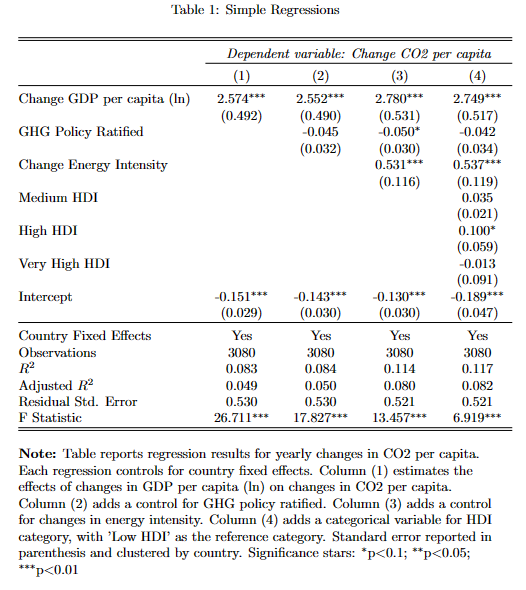 Table 1: Simple Regressions
Dependent variable: Change CO2 per capita
(1) (2) (3) (4)
Change GDP per capita (ln) 2.574*** 2.552*** 2.780*** 2.749***
(0.492) (0.490) (0.531) (0.517)
GHG Policy Ratified -0.045 -0.050* -0.042
(0.032) (0.030) (0.034)
Change Energy Intensity 0.531*** 0.537***
(0.116) (0.119)
Medium HDI 0.035
(0.021)
High HDI 0.100*
(0.059)
Very High HDI -0.013
(0.091)
Intercept -0.151*** -0.143*** -0.130*** -0.189***
(0.029) (0.030) (0.030) (0.047)
Country Fixed Effects Yes Yes Yes Yes
Observations 3080 3080 3080 3080
R² 0.083 0.084 0.114 0.117
Adjusted R² 0.049 0.050 0.080 0.082
Residual Std. Error 0.530 0.530 0.521 0.521
F Statistic 26.711*** 17.827*** 13.457*** 6.919***
Note: Table reports regression results for yearly changes in CO2 per capita.
Each regression controls for country fixed effects. Column (1) estimates the
effects of changes in GDP per capita (ln) on changes in CO2 per capita.
Column (2) adds a control for GHG policy ratified. Column (3) adds a control
for changes in energy intensity. Column (4) adds a categorical variable for HDI
category, with 'Low HDI' as the reference category. Standard error reported in
parenthesis and clustered by country. Significance stars: *p<0.1; **p<0.05;
***p<0.01